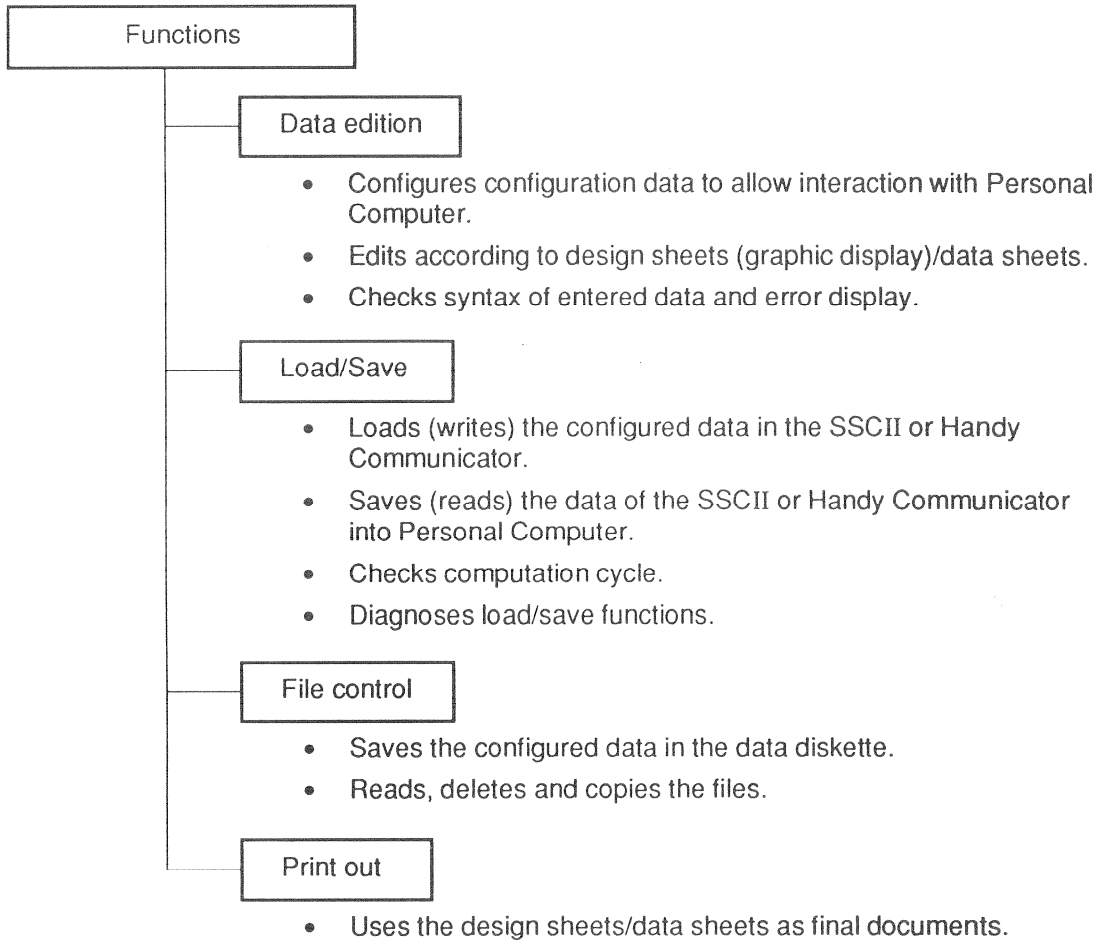 Functions
Data edition
• Configures configuration data to allow interaction with Personal
Computer.
• Edits according to design sheets (graphic display)/data sheets.
• Checks syntax of entered data and error display.
Load/Save
• Loads (writes) the configured data in the SSCII or Handy
Communicator.
• Saves (reads) the data of the SSCII or Handy Communicator
into Personal Computer.
• Checks computation cycle.
• Diagnoses load/save functions.
File control
• Saves the configured data in the data diskette.
• Reads, deletes and copies the files.
Print out
• Uses the design sheets/data sheets as final documents.